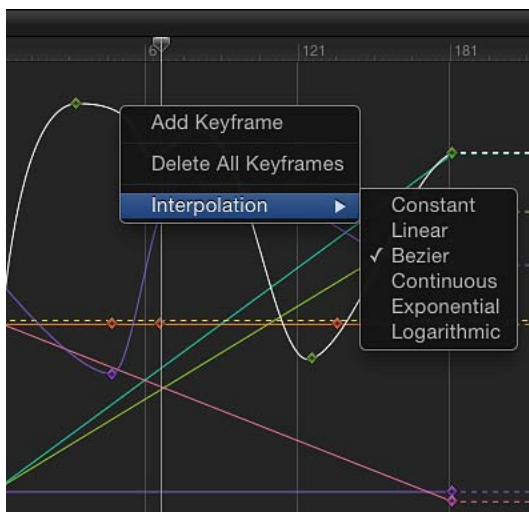 6
121
181
Add Keyframe
Delete All Keyframes
Interpolation
Constant
Linear
Bezier
Continuous
Exponential
Logarithmic